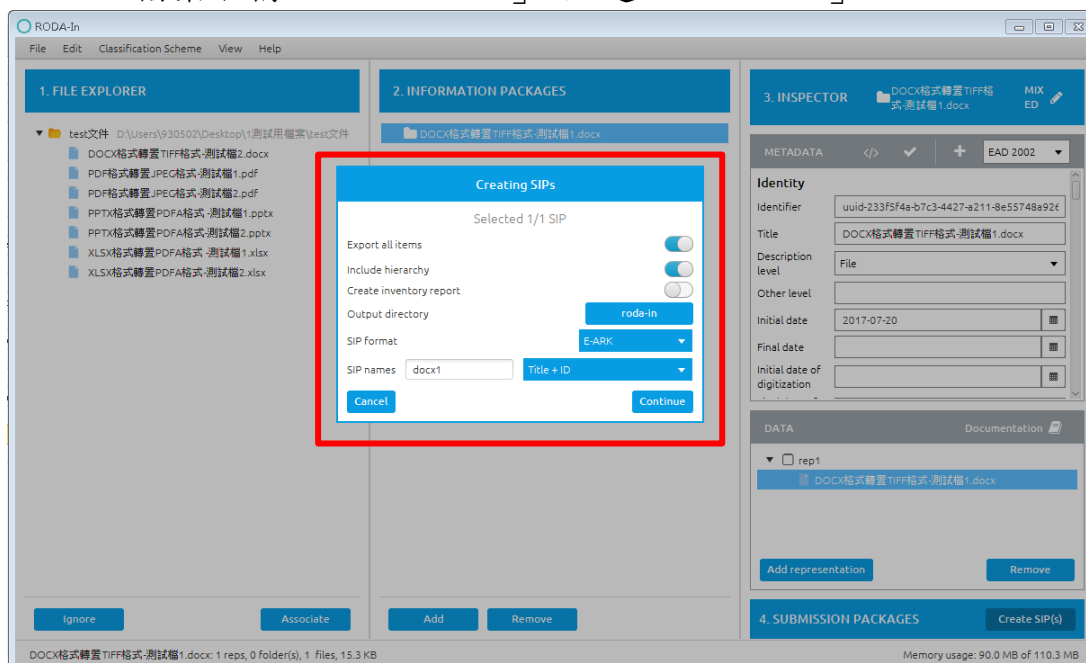 RODA-In
File Edit Classification Scheme View Help
1. FILE EXPLORER
test文件 D:\Users\930502\Desktop\1測試用檔案\test文件
DOCX格式轉置TIFF格式-測試檔2.docx
PDF格式轉置JPEG格式-測試檔1.pdf
PDF格式轉置JPEG格式-測試檔2.pdf
PPTX格式轉置PDFA格式 -測試檔1.pptx
PPTX格式轉置PDFA格式-測試檔2.pptx
XLSX格式轉置PDFA格式 -測試檔1.xlsx
XLSX格式轉置PDFA格式-測試檔2.xlsx
Ignore Associate
2. INFORMATION PACKAGES
DOCX格式轉置TIFF格式-測試檔1.docx
Creating SIPs
Selected 1/1 SIP
Export all items
Include hierarchy
Create inventory report
Output directory roda-in
SIP format E-ARK
SIP names docx1 Title + ID
Cancel Continue
Add Remove
3. INSPECTOR
DOCX格式轉置TIFF格
式-測試檔1.docx
MIX
ED
METADATA </> EAD 2002
Identity
Identifier uuid-233f5f4a-b7c3-4427-a211-8e55748a926
Title DOCX格式轉置TIFF格式-測試檔1.docx
Description
level
File
Other level
Initial date 2017-07-20
Final date
Initial date of
digitization
DATA Documentation
rep1
DOCX格式轉置TIFF格式-測試檔1.docx
Add representation Remove
4. SUBMISSION PACKAGES Create SIP(s)
DOCX格式轉置TIFF格式-測試檔1.docx: 1 reps, 0 folder(s), 1 files, 15.3 KB
Memory usage: 90.0 MB of 110.3 MB